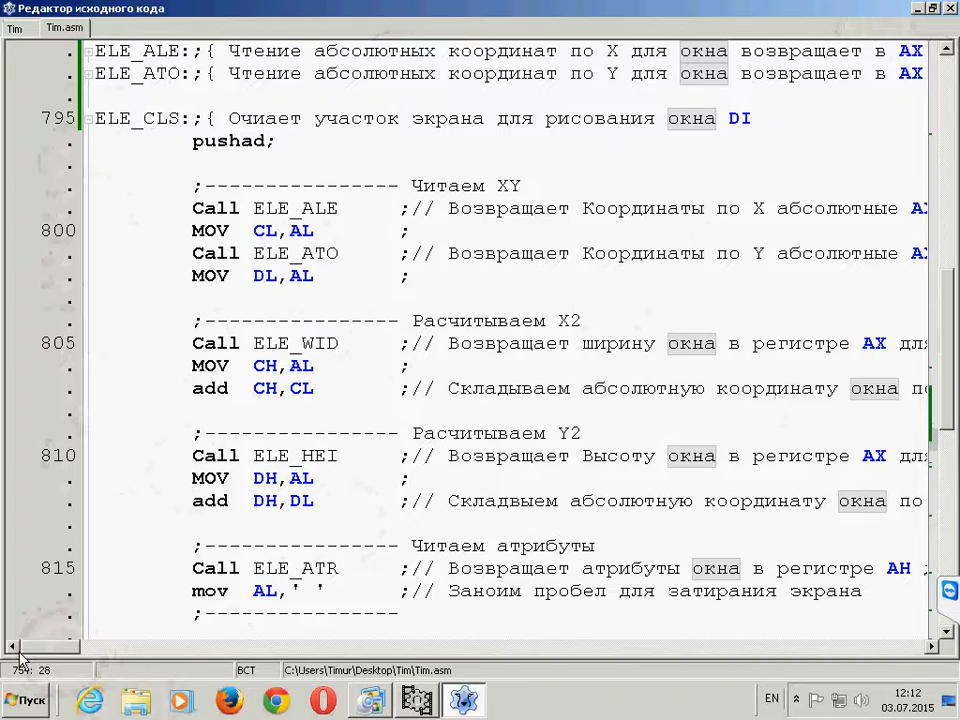 Редактор исходного кода
Tim Tim.asm
ELE_ALE:;{ Чтение абсолютных координат по X для окна возвращает в AX
ELE_ATO:;{ Чтение абсолютных координат по Y для окна возвращает в AX
795 ELE_CLS:;{ Очиает участок экрана для рисования окна DI
pushad;
;---------------- Читаем XY
Call ELE_ALE ;// Возвращает Координаты по X абсолютные
800 MOV CL,AL ;
Call ELE_ATO ;// Возвращает Координаты по Y абсолютные
MOV DL,AL ;
;---------------- Расчитываем X2
805 Call ELE_WID ;// Возвращает ширину окна в регистре AX
MOV CH,AL ;
add CH,CL ;// Складываем абсолютную координату окна
;---------------- Расчитываем Y2
810 Call ELE_HEI ;// Возвращает Высоту окна в регистре AX
MOV DH,AL ;
add DH,DL ;// Складвыем абсолютную координату окна по
;---------------- Читаем атрибуты
815 Call ELE_ATR ;// Возвращает атрибуты окна в регистре AH ;
mov AL,' ' ;// Заноим пробел для затирания экрана
;----------------
754: 28 ВСТ C:\Users\Timur\Desktop\Tim\Tim.asm
Пуск EN 12:12
03.07.2015